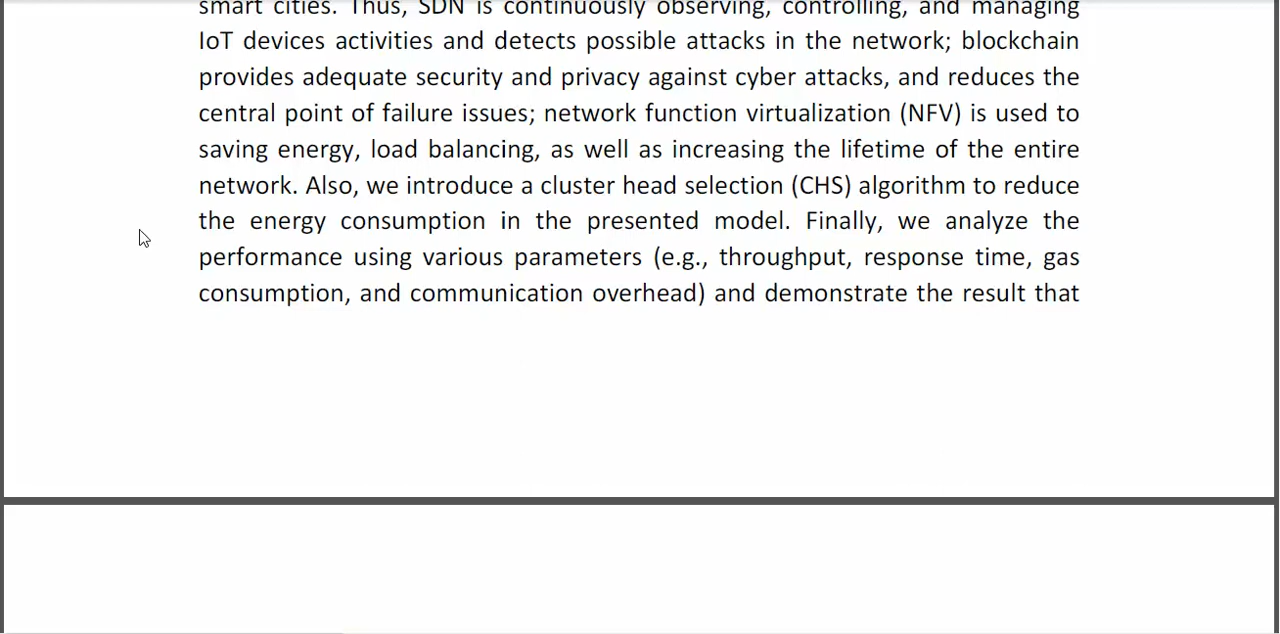 smart cities. Thus, SDN is continuously observing, controlling, and managing
IoT devices activities and detects possible attacks in the network; blockchain
provides adequate security and privacy against cyber attacks, and reduces the
central point of failure issues; network function virtualization (NFV) is used to
saving energy, load balancing, as well as increasing the lifetime of the entire
network. Also, we introduce a cluster head selection (CHS) algorithm to reduce
the energy consumption in the presented model. Finally, we analyze the
performance using various parameters (e.g., throughput, response time, gas
consumption, and communication overhead) and demonstrate the result that